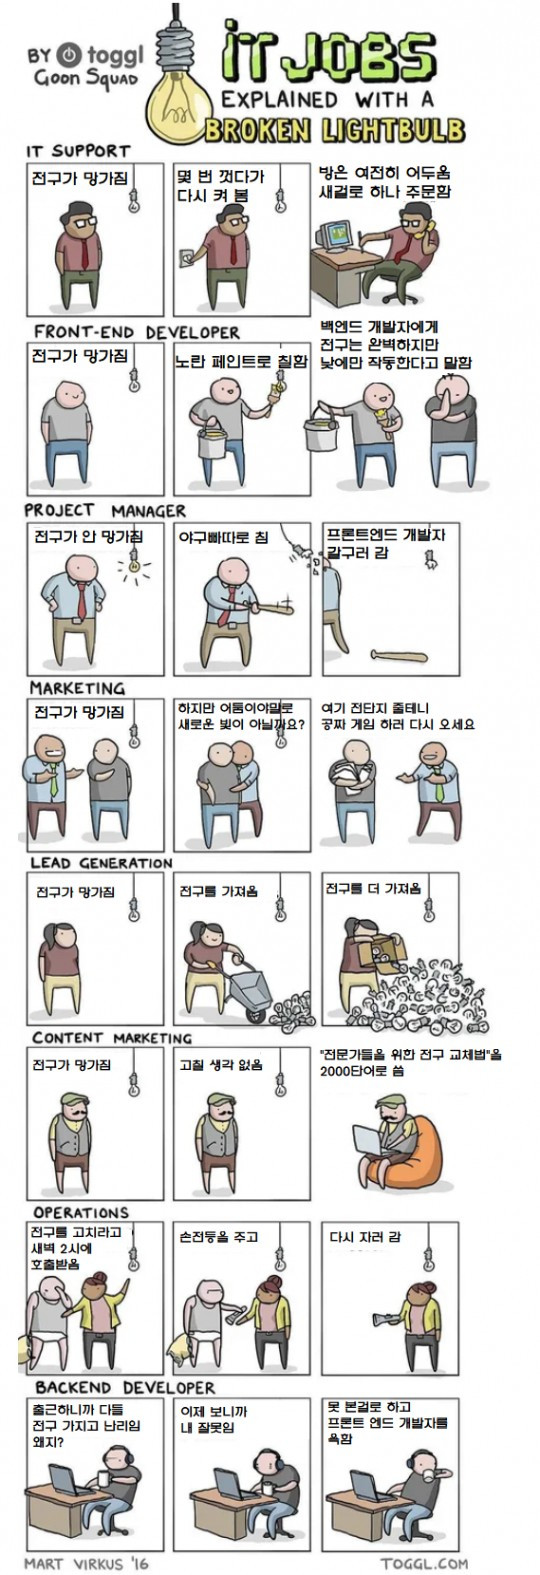 BY toggl
Goon Squad
iT JOBS
EXPLAINED WITH A
BROKEN LIGHTBULB
IT SUPPORT
전구가 망가짐
몇 번 껐다가
다시 켜 봄
방은 여전히 어두움
새걸로 하나 주문함
FRONT-END DEVELOPER
전구가 망가짐
노란 페인트로 칠함
백엔드 개발자에게
전구는 완벽하지만
낮에만 작동한다고 말함
PROJECT MANAGER
전구가 안 망가짐
야구빠따로 침
프론트엔드 개발자
갈구러 감
MARKETING
전구가 망가짐
하지만 어둠이야말로
새로운 빛이 아닐까요?
여기 전단지 줄테니
공짜 게임 하러 다시 오세요
LEAD GENERATION
전구가 망가짐
전구를 가져옴
전구를 더 가져옴
CONTENT MARKETING
전구가 망가짐
고칠 생각 없음
"전문가들을 위한 전구 교체법"을
2000단어로 씀
OPERATIONS
전구를 고치라고
새벽 2시에
호출받음
손전등을 주고
다시 자러 감
BACKEND DEVELOPER
출근하니까 다들
전구 가지고 난리임
왜지?
이제 보니까
내 잘못임
못 본걸로 하고
프론트 엔드 개발자를
욕함
MART VIRKUS '16
TOGGL.COM